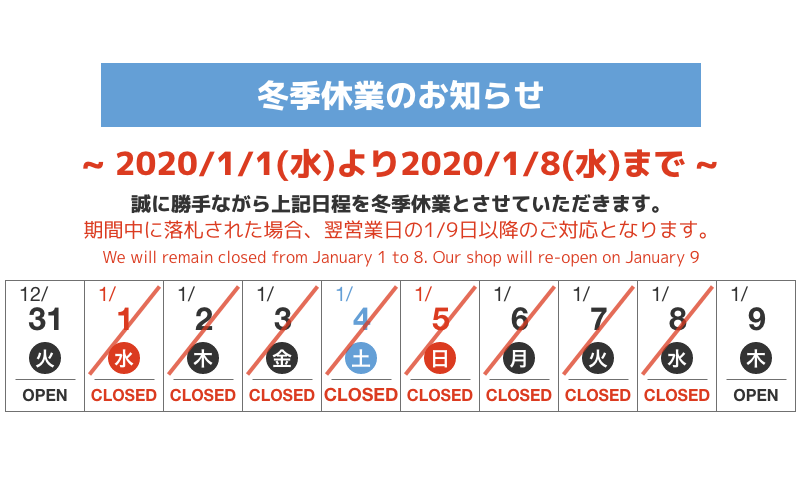 冬季休業のお知らせ
~ 2020/1/1(水)より2020/1/8(水)まで ~
誠に勝手ながら上記日程を冬季休業とさせていただきます。
期間中に落札された場合、翌営業日の1/9日以降のご対応となります。
We will remain closed from January 1 to 8. Our shop will re-open on January 9
12/ 1/ 1/ 1/ 1/ 1/ 1/ 1/ 1/ 1/
31 1 2 3 4 5 6 7 8 9
火 水 木 金 土 日 月 火 水 木
OPEN CLOSED CLOSED CLOSED CLOSED CLOSED CLOSED CLOSED CLOSED OPEN